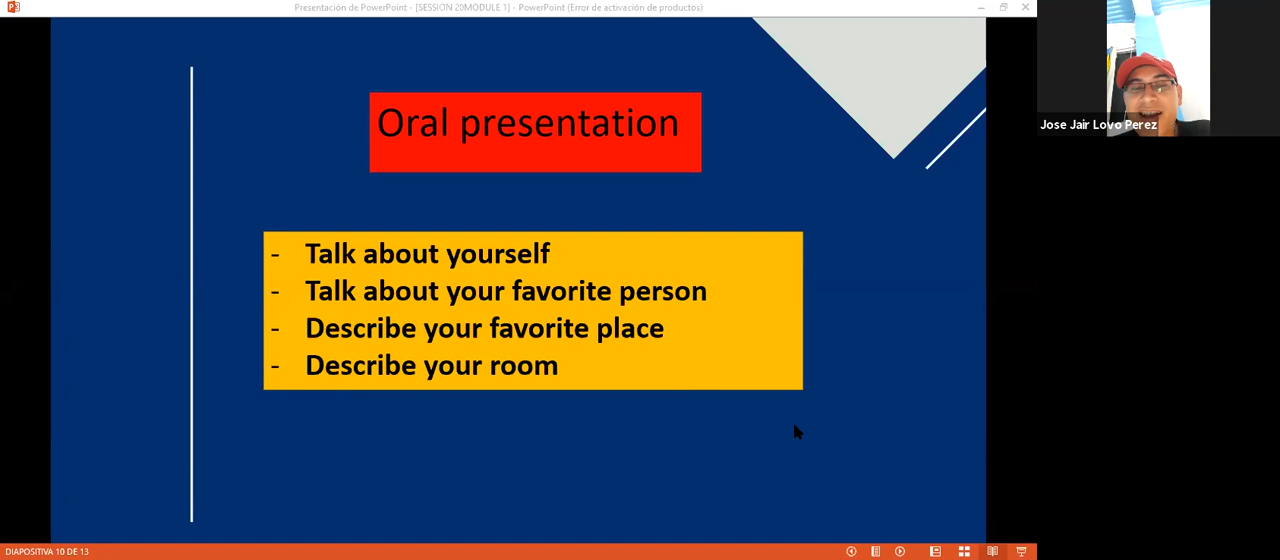 Presentación de PowerPoint - [SESSION 20MODULE 1] - PowerPoint (Error de activación de productos)
Oral presentation
- Talk about yourself
- Talk about your favorite person
- Describe your favorite place
- Describe your room
Jose Jair Lovo Perez
DIAPOSITIVA 10 DE 13